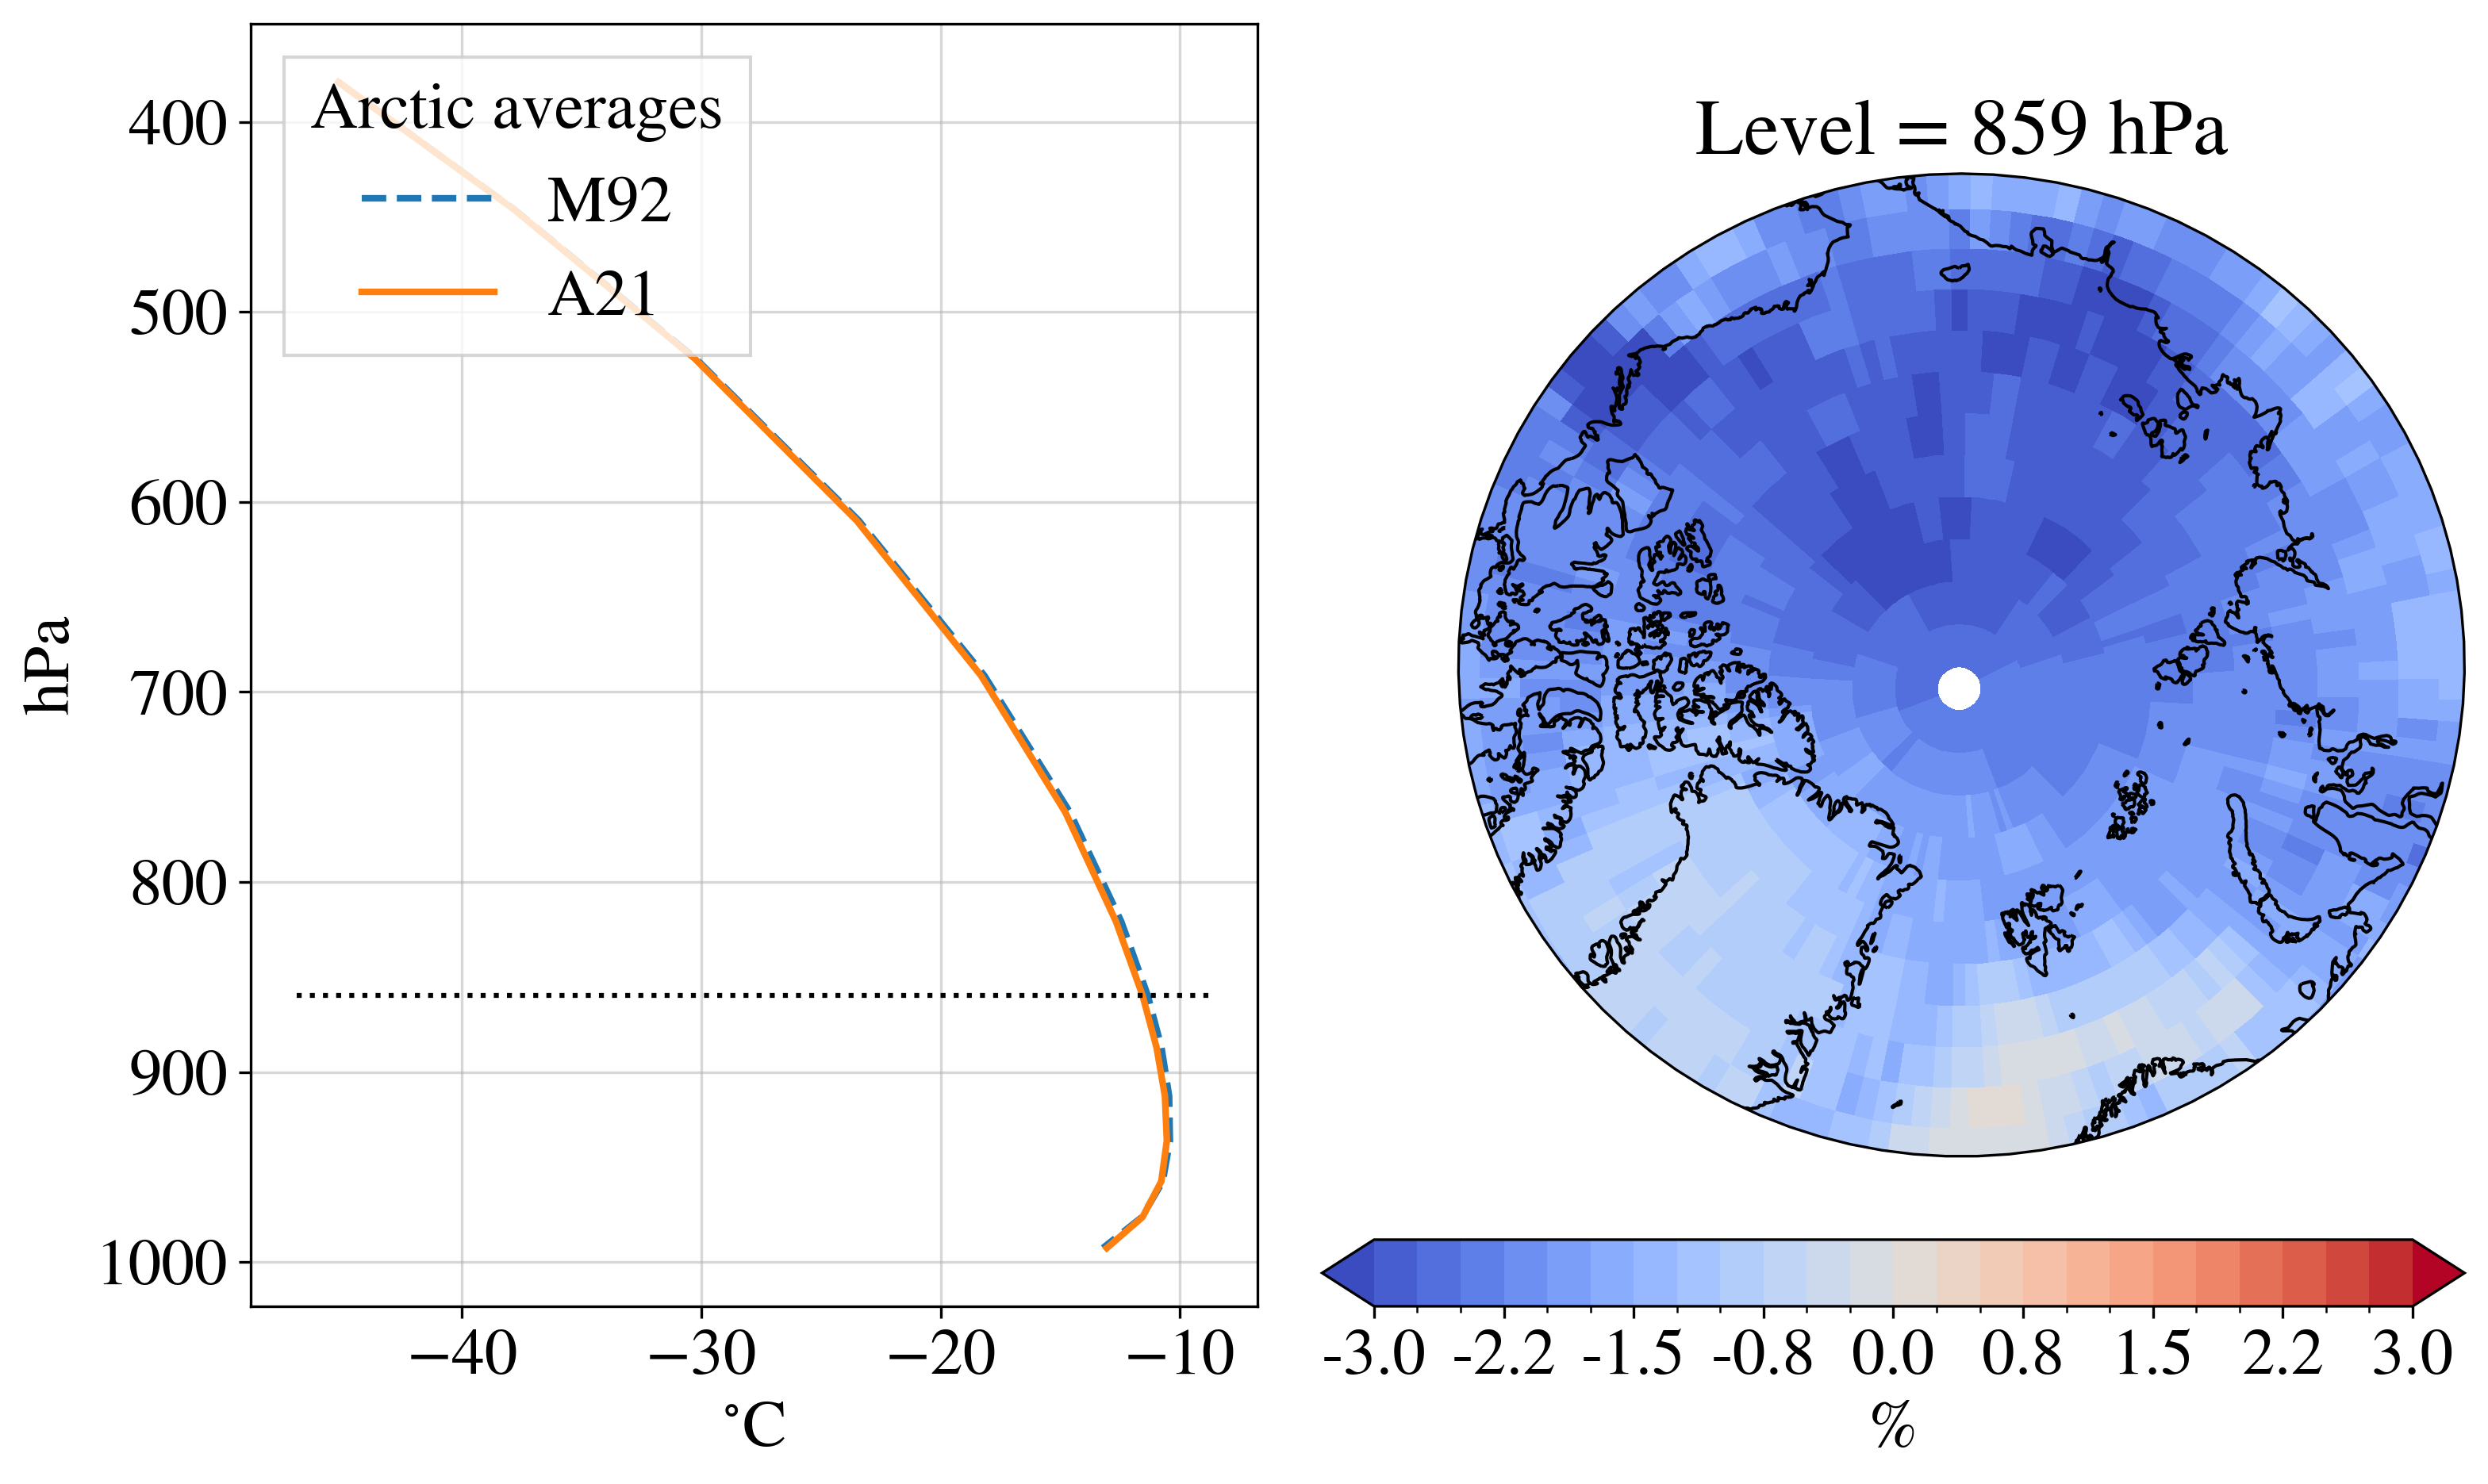 Arctic averages
M92
A21
400
500
600
700
800
900
1000
hPa
−40 −30 −20 −10
°C
Level = 859 hPa
-3.0 -2.2 -1.5 -0.8 0.0 0.8 1.5 2.2 3.0
%